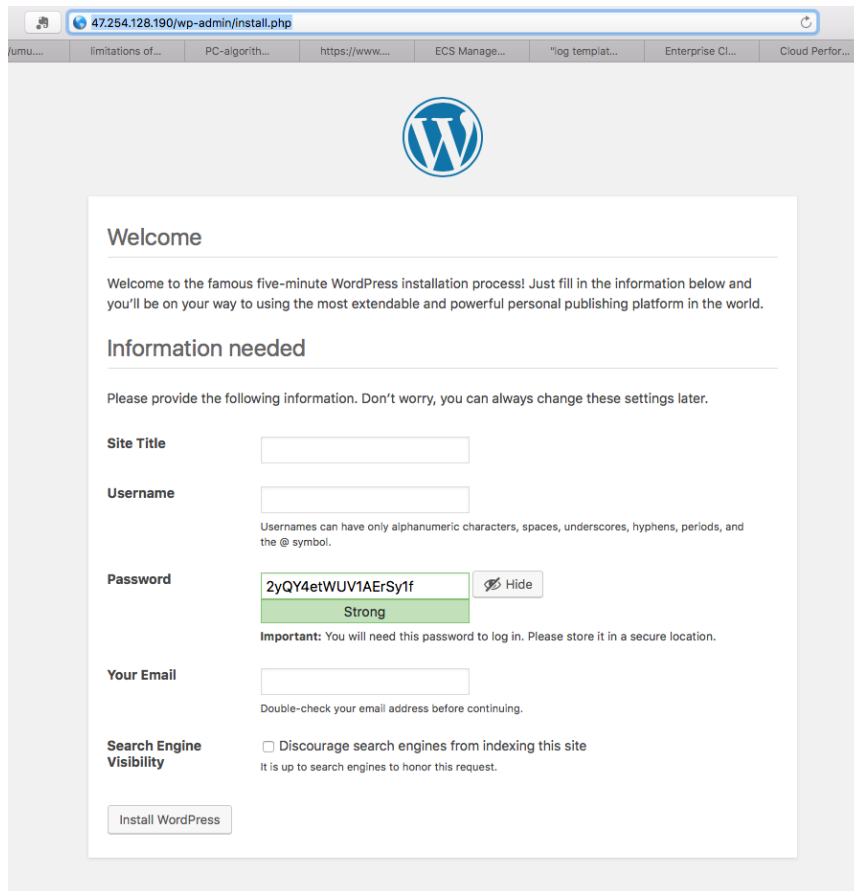 47.254.128.190/wp-admin/install.php
/umu.... limitations of... PC-algorith... https://www.... ECS Manage... "log templat... Enterprise Cl... Cloud Perfor...
Welcome
Welcome to the famous five-minute WordPress installation process! Just fill in the information below and
you’ll be on your way to using the most extendable and powerful personal publishing platform in the world.
Information needed
Please provide the following information. Don’t worry, you can always change these settings later.
Site Title
Username
Usernames can have only alphanumeric characters, spaces, underscores, hyphens, periods, and
the @ symbol.
Password
2yQY4etWUV1AErSy1f
Hide
Strong
Important: You will need this password to log in. Please store it in a secure location.
Your Email
Double-check your email address before continuing.
Search Engine
Visibility
Discourage search engines from indexing this site
It is up to search engines to honor this request.
Install WordPress